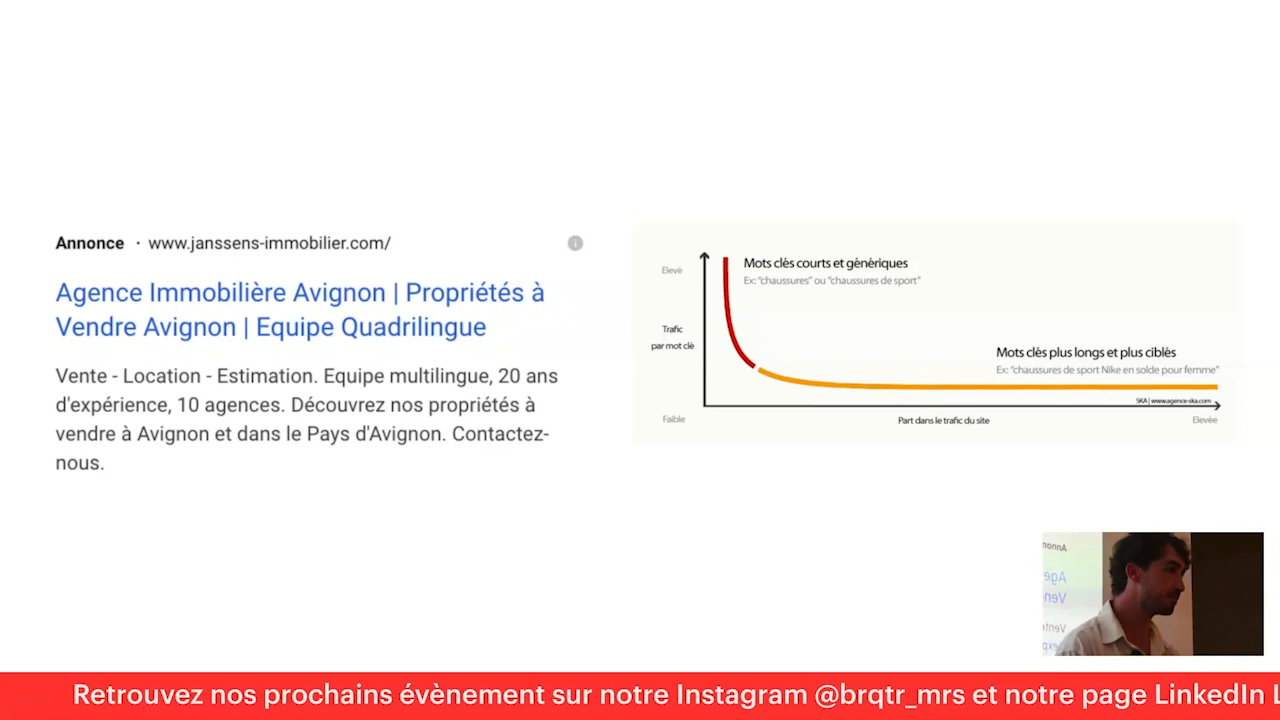 Annonce · www.janssens-immobilier.com/
Agence Immobilière Avignon | Propriétés à
Vendre Avignon | Equipe Quadrilingue
Vente - Location - Estimation. Equipe multilingue, 20 ans
d'expérience, 10 agences. Découvrez nos propriétés à
vendre à Avignon et dans le Pays d'Avignon. Contactez-
nous.
Elevé
Mots clés courts et génériques
Ex: "chaussures" ou "chaussures de sport"
Trafic
par mot clé
Mots clés plus longs et plus ciblés
Ex: "chaussures de sport Nike en solde pour femme"
SKA | www.agence-ska.com
Faible
Part dans le trafic du site
Elevée
Retrouvez nos prochains évènement sur notre Instagram @brqtr_mrs et notre page LinkedIn L